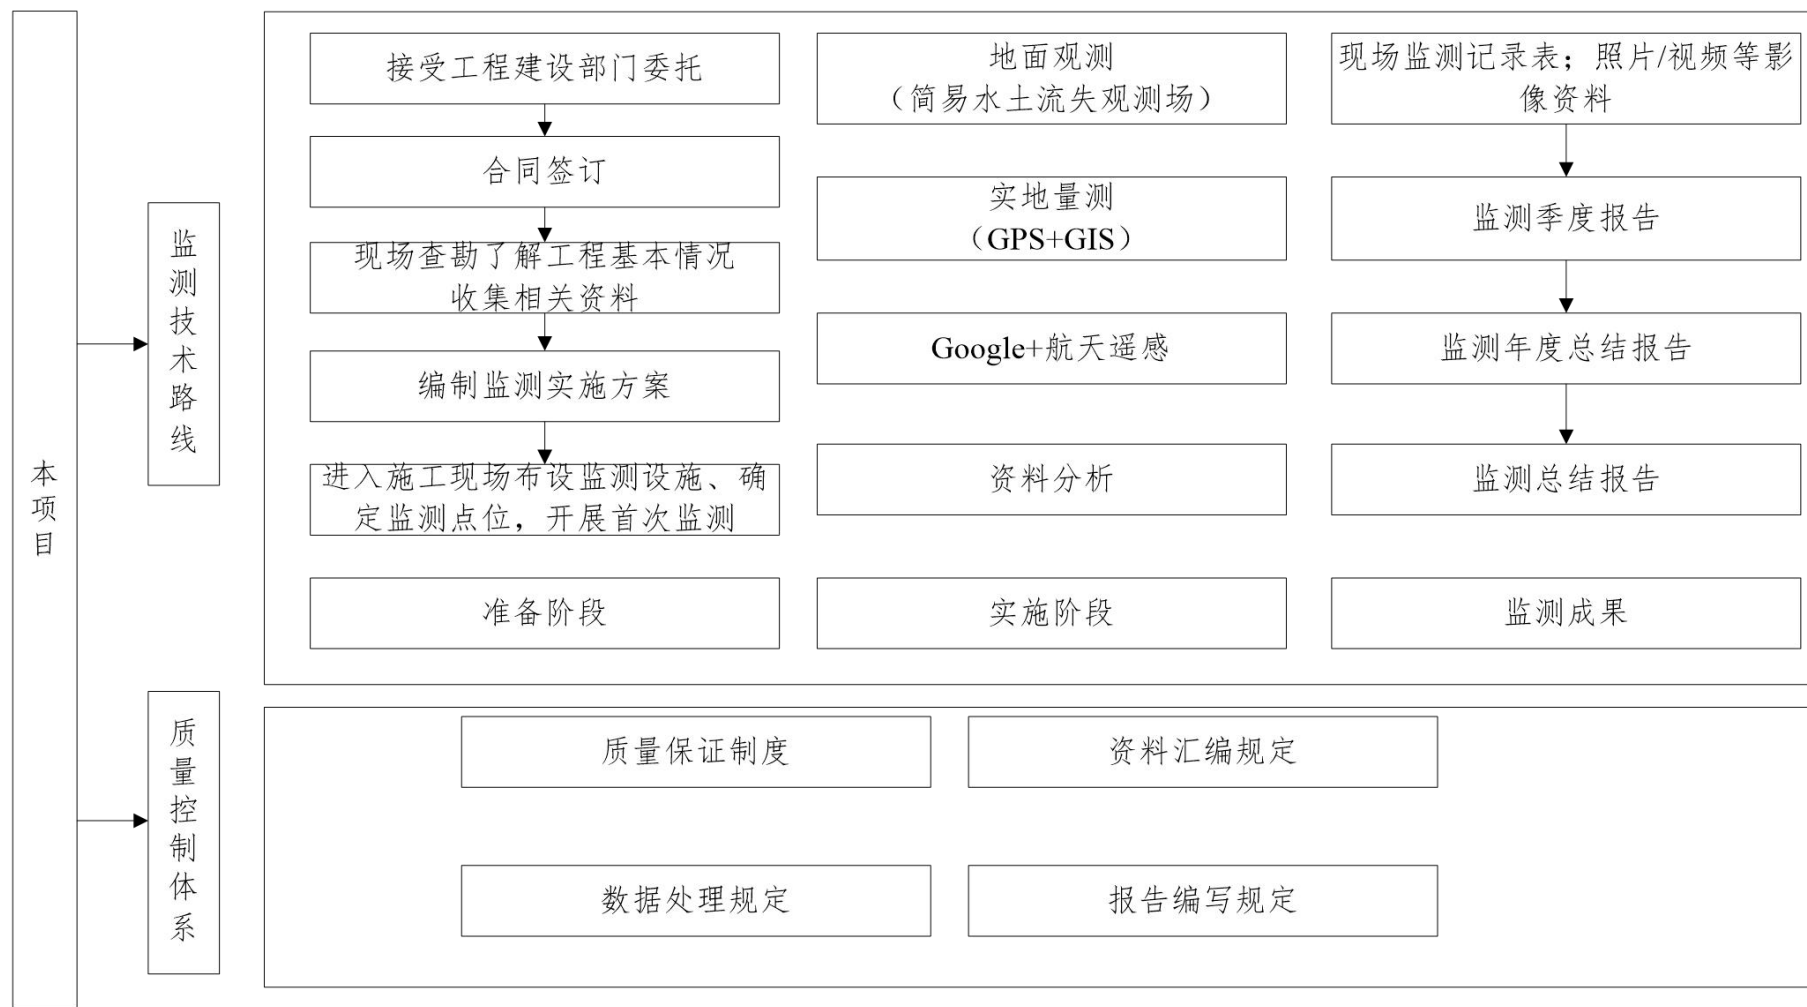 本项目
监测技术路线
接受工程建设部门委托
合同签订
现场查勘了解工程基本情况
收集相关资料
编制监测实施方案
进入施工现场布设监测设施、确
定监测点位，开展首次监测
准备阶段
地面观测
（简易水土流失观测场）
实地量测
（GPS+GIS）
Google+航天遥感
资料分析
实施阶段
现场监测记录表；照片/视频等影
像资料
监测季度报告
监测年度总结报告
监测总结报告
监测成果
质量控制体系
质量保证制度
资料汇编规定
数据处理规定
报告编写规定